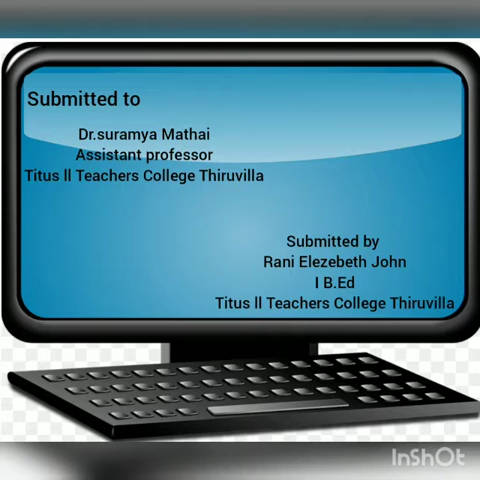 Submitted to
Dr.suramya Mathai
Assistant professor
Titus ll Teachers College Thiruvilla
Submitted by
Rani Elezebeth John
I B.Ed
Titus ll Teachers College Thiruvilla
InShOt